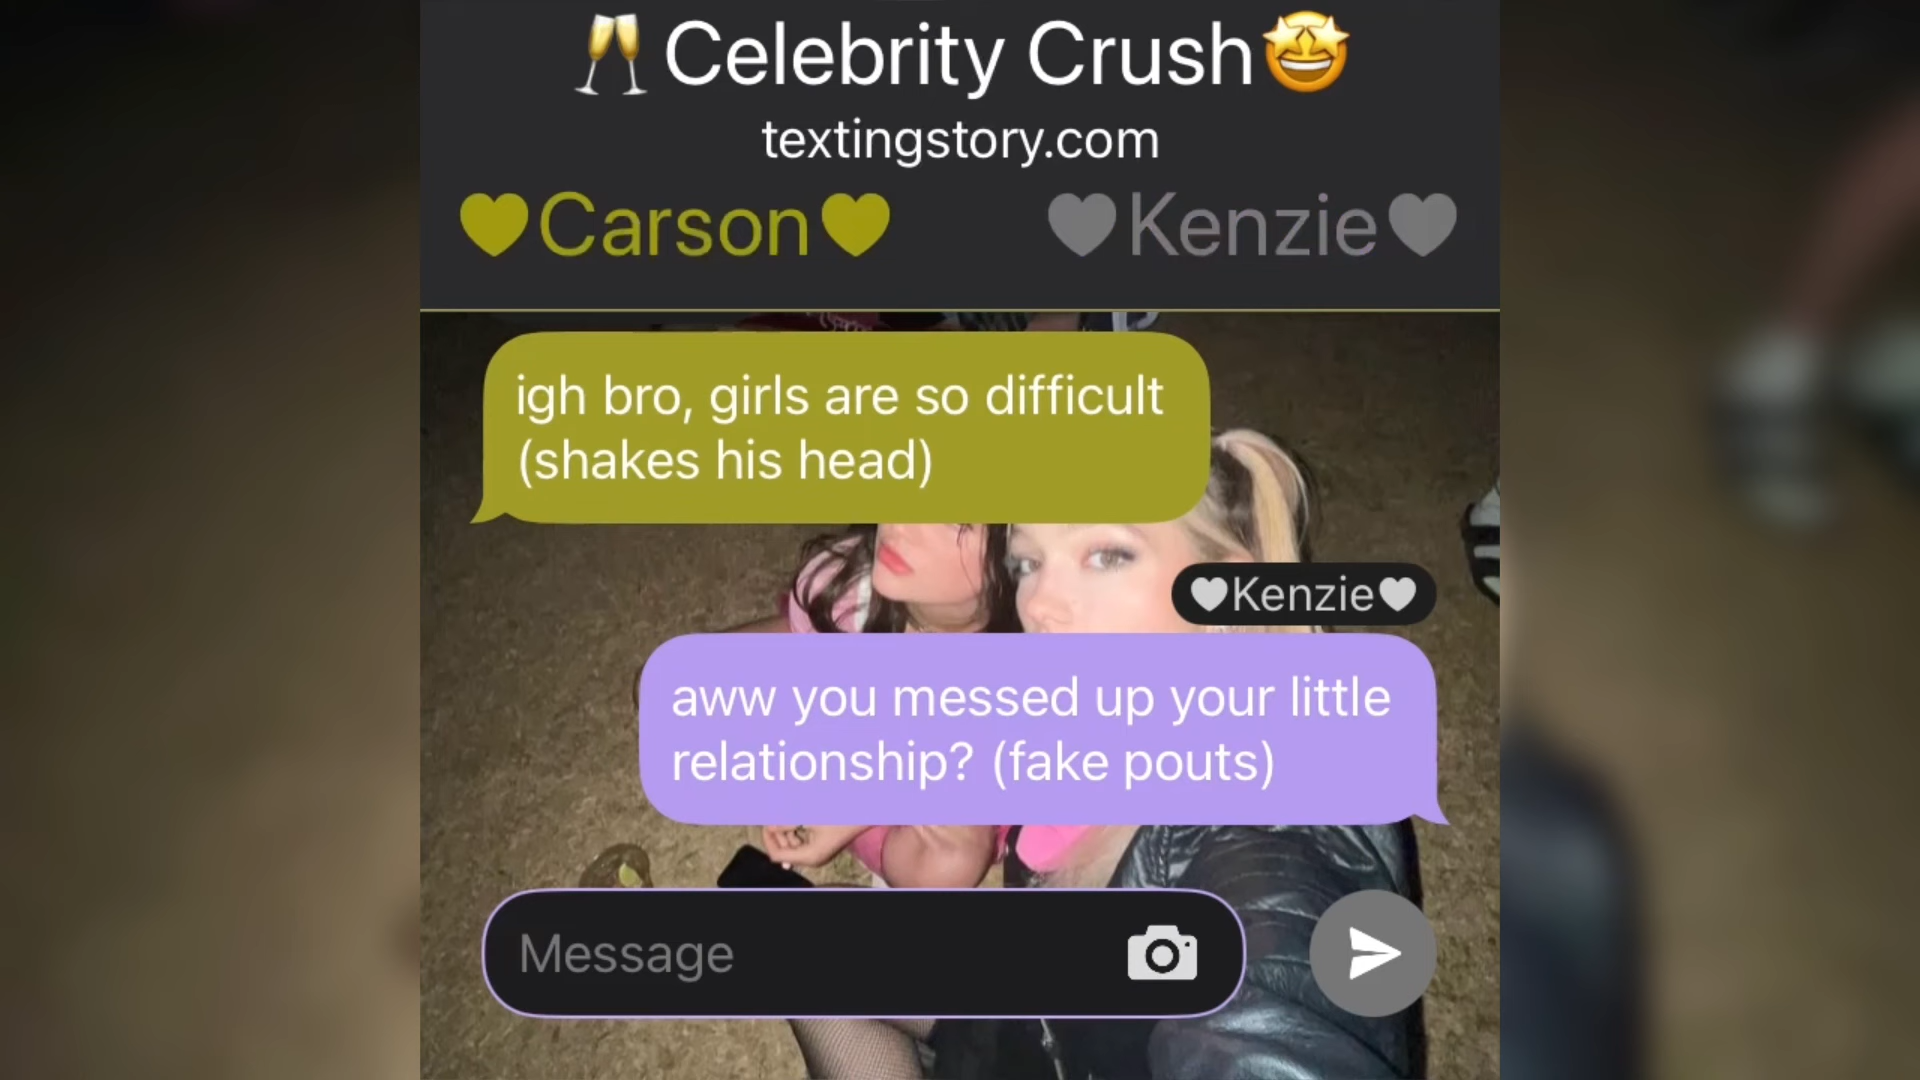 🥂Celebrity Crush🤩
textingstory.com
♥Carson♥ ♥Kenzie♥
igh bro, girls are so difficult
(shakes his head)
♥Kenzie♥
aww you messed up your little
relationship? (fake pouts)
Message